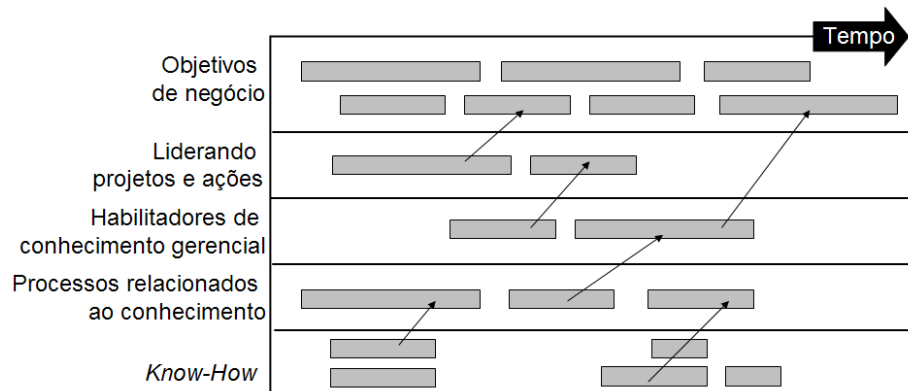 Tempo
Objetivos
de negócio
Liderando
projetos e ações
Habilitadores de
conhecimento gerencial
Processos relacionados
ao conhecimento
Know-How